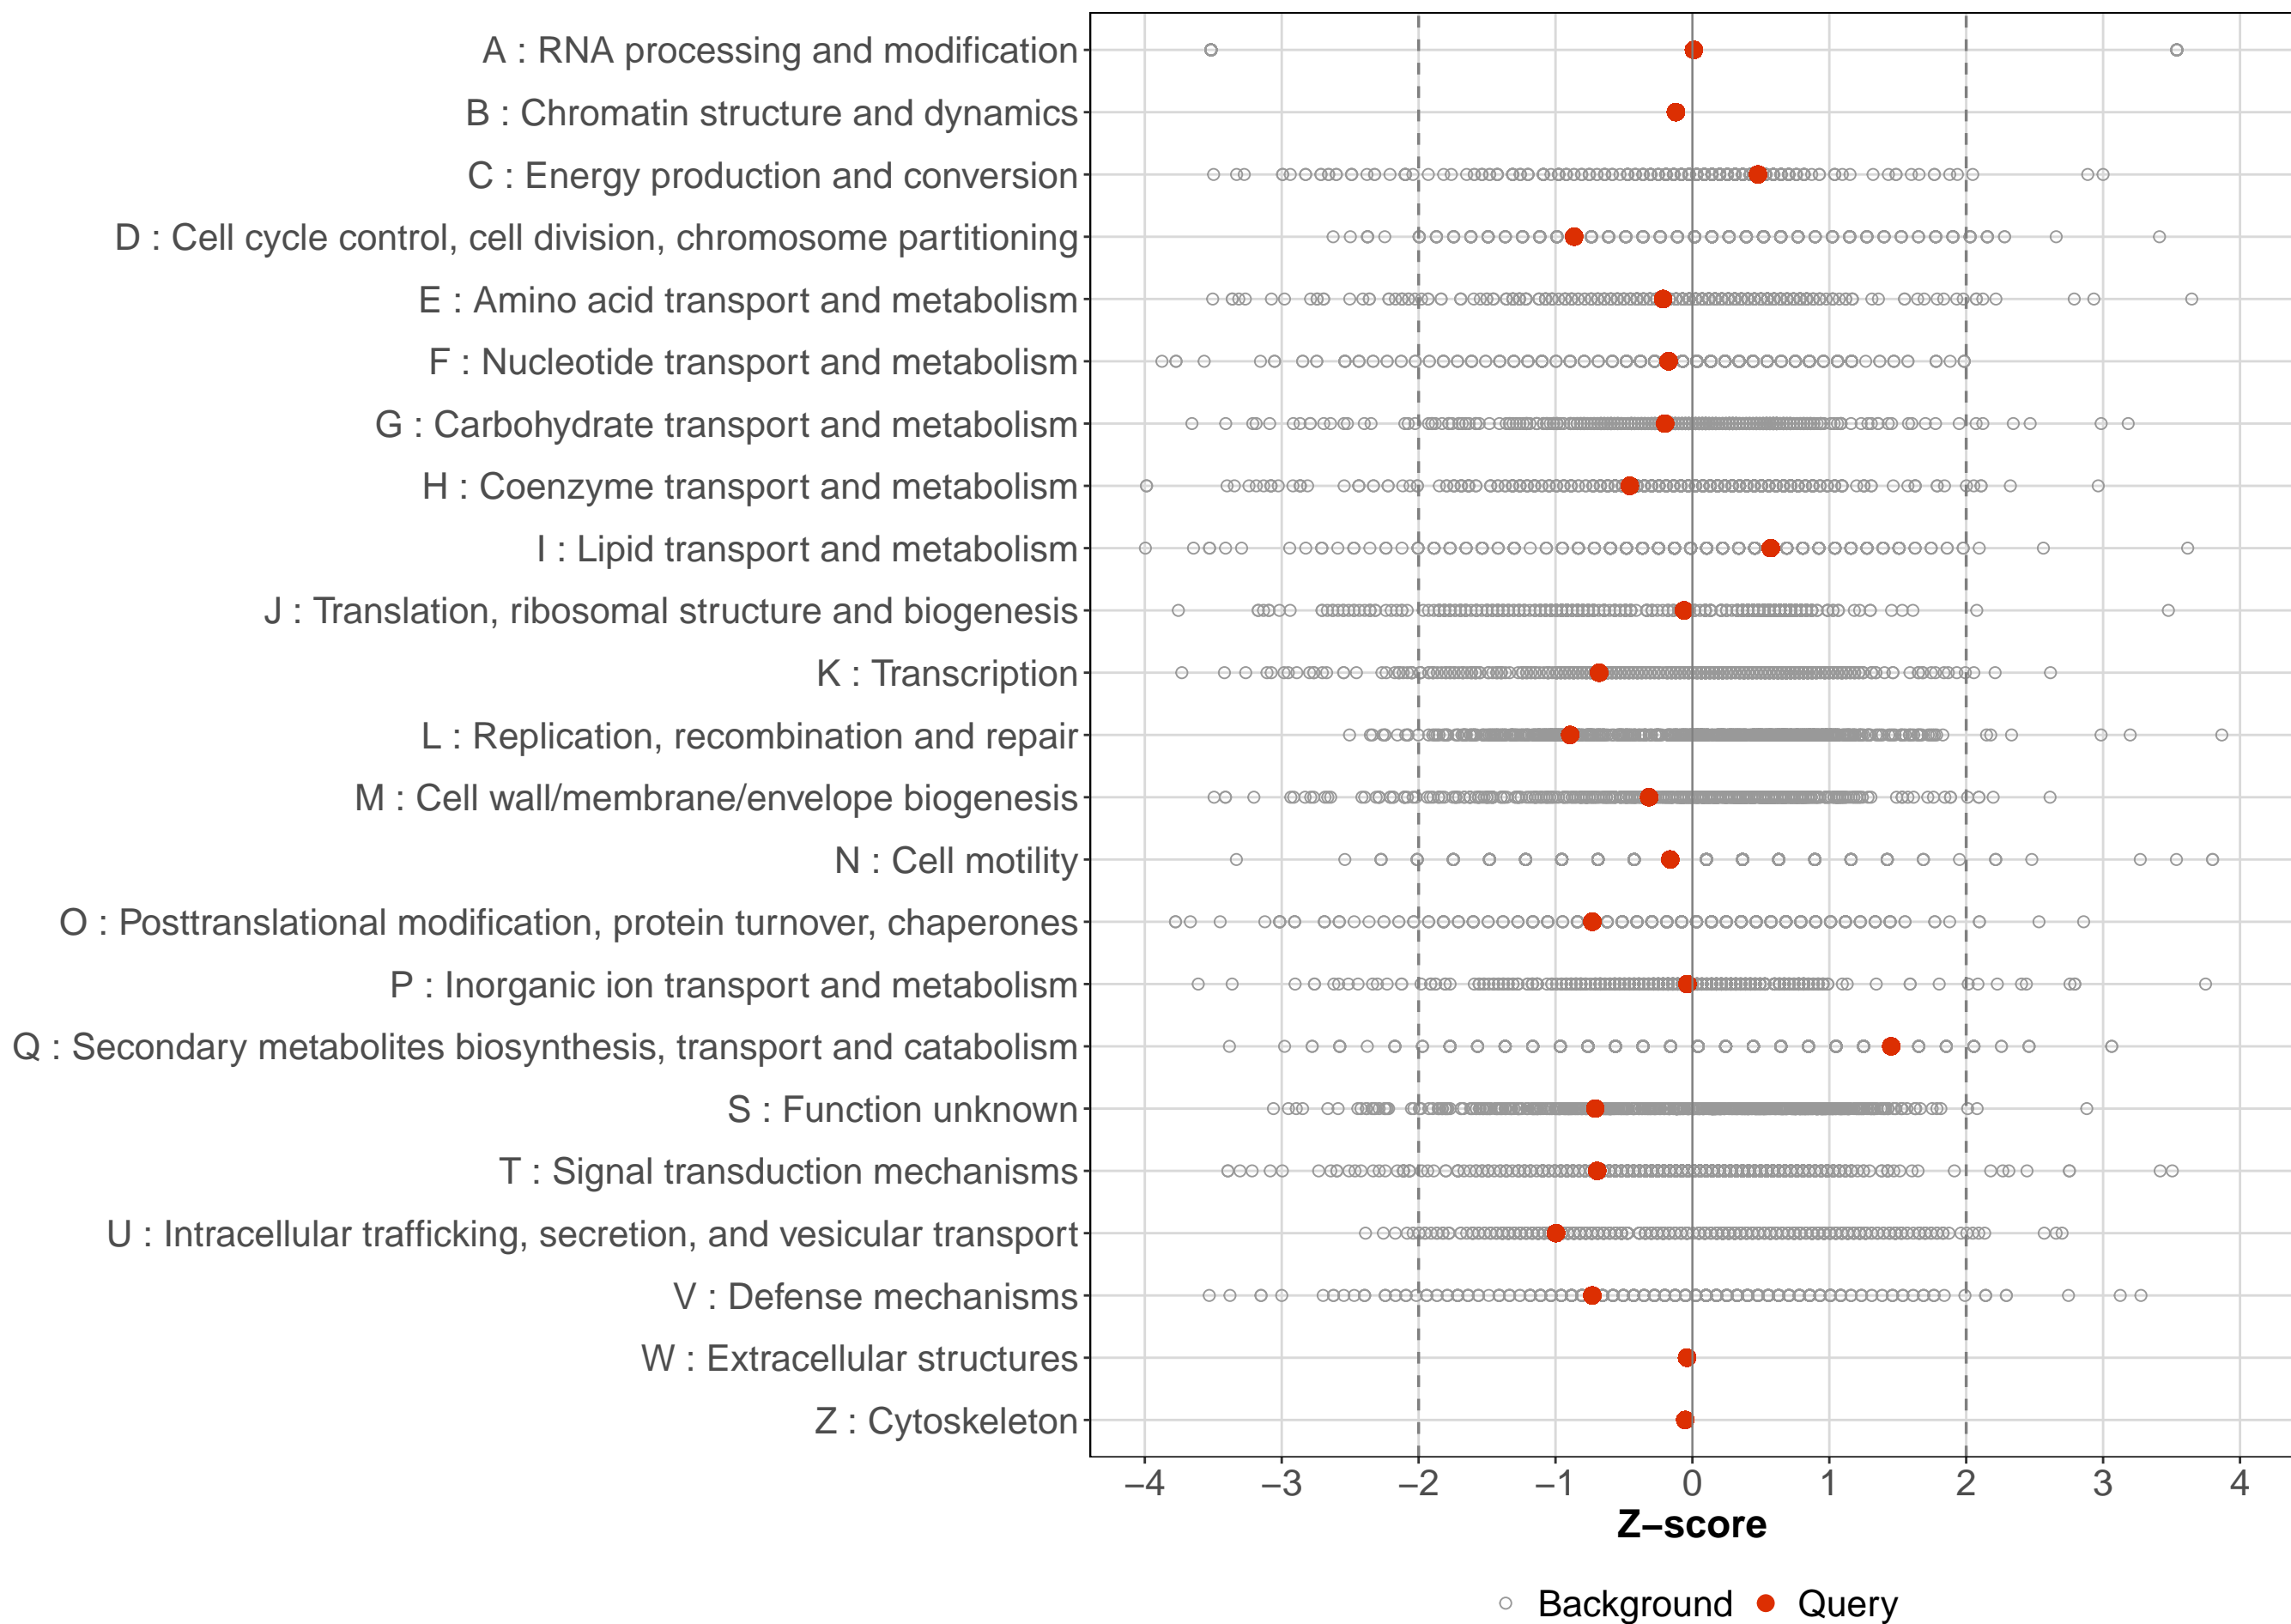 A : RNA processing and modification
B : Chromatin structure and dynamics
C : Energy production and conversion
D : Cell cycle control, cell division, chromosome partitioning
E : Amino acid transport and metabolism
F : Nucleotide transport and metabolism
G : Carbohydrate transport and metabolism
H : Coenzyme transport and metabolism
I : Lipid transport and metabolism
J : Translation, ribosomal structure and biogenesis
K : Transcription
L : Replication, recombination and repair
M : Cell wall/membrane/envelope biogenesis
N : Cell motility
O : Posttranslational modification, protein turnover, chaperones
P : Inorganic ion transport and metabolism
Q : Secondary metabolites biosynthesis, transport and catabolism
S : Function unknown
T : Signal transduction mechanisms
U : Intracellular trafficking, secretion, and vesicular transport
V : Defense mechanisms
W : Extracellular structures
Z : Cytoskeleton
−4 −3 −2 −1 0 1 2 3 4
Z−score
Background Query